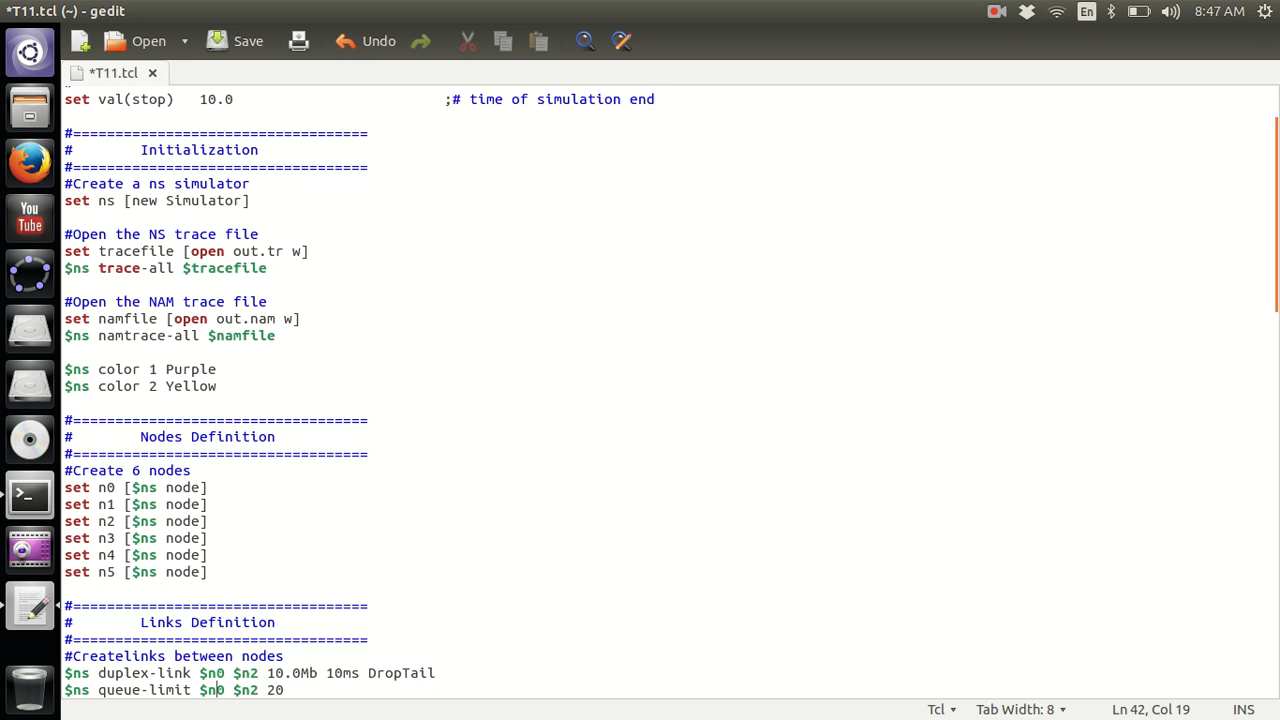 *T11.tcl (~) - gedit
En
8:47 AM
Open
Save
Undo
*T11.tcl
set val(stop)   10.0                         ;# time of simulation end
#===================================
#        Initialization
#===================================
#Create a ns simulator
set ns [new Simulator]
#Open the NS trace file
set tracefile [open out.tr w]
$ns trace-all $tracefile
#Open the NAM trace file
set namfile [open out.nam w]
$ns namtrace-all $namfile
$ns color 1 Purple
$ns color 2 Yellow
#===================================
#        Nodes Definition
#===================================
#Create 6 nodes
set n0 [$ns node]
set n1 [$ns node]
set n2 [$ns node]
set n3 [$ns node]
set n4 [$ns node]
set n5 [$ns node]
#===================================
#        Links Definition
#===================================
#Createlinks between nodes
$ns duplex-link $n0 $n2 10.0Mb 10ms DropTail
$ns queue-limit $n0 $n2 20
You
Tube
>_
Tcl
Tab Width: 8
Ln 42, Col 19
INS